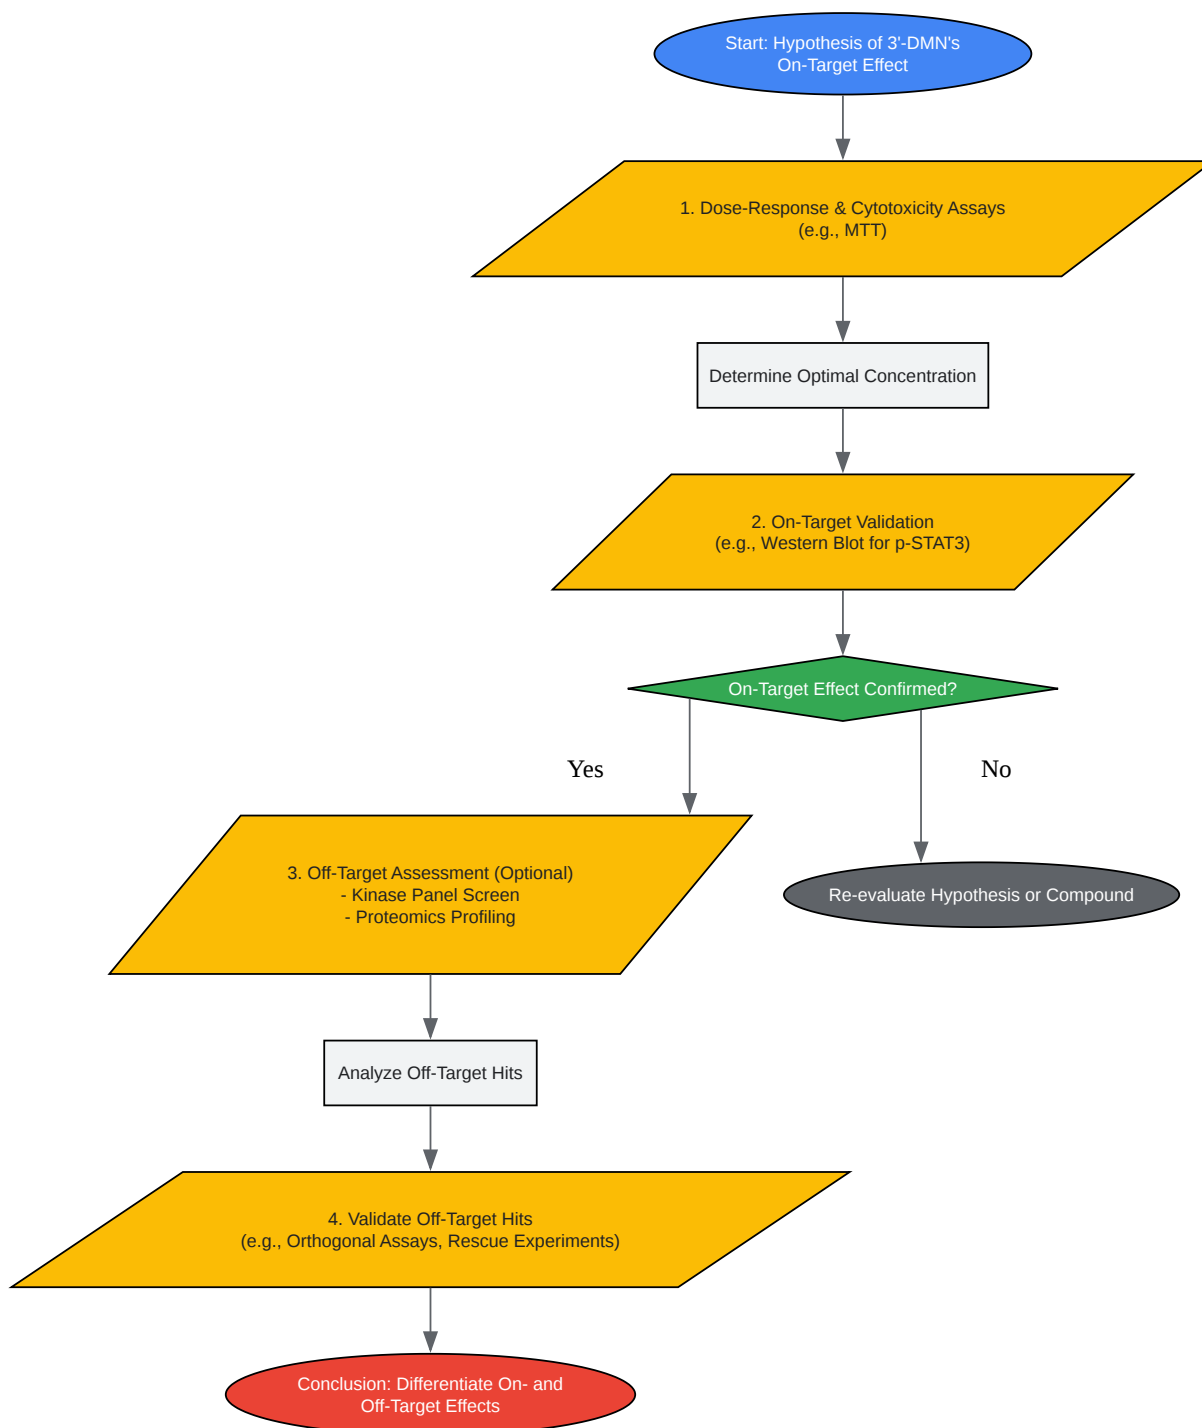 Start: Hypothesis of 3'-DMN's
On-Target Effect
1. Dose-Response & Cytotoxicity Assays
(e.g., MTT)
Determine Optimal Concentration
2. On-Target Validation
(e.g., Western Blot for p-STAT3)
On-Target Effect Confirmed?
Yes
No
3. Off-Target Assessment (Optional)
- Kinase Panel Screen
- Proteomics Profiling
Re-evaluate Hypothesis or Compound
Analyze Off-Target Hits
4. Validate Off-Target Hits
(e.g., Orthogonal Assays, Rescue Experiments)
Conclusion: Differentiate On- and
Off-Target Effects